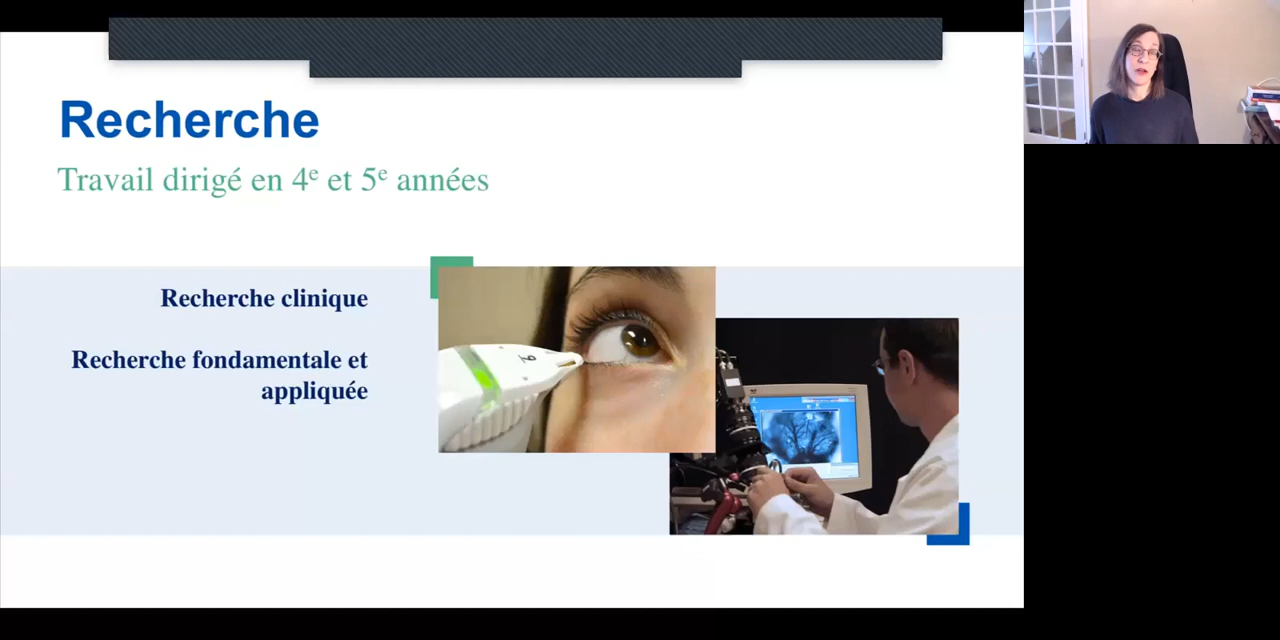 Recherche
Travail dirigé en 4e et 5e années
Recherche clinique
Recherche fondamentale et
appliquée